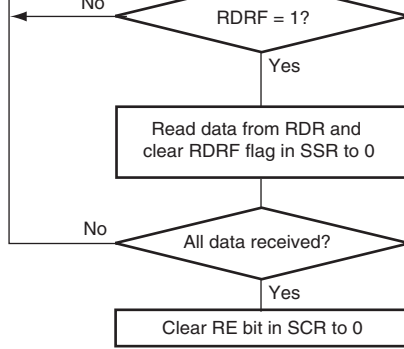 No
RDRF = 1?
Yes
Read data from RDR and
clear RDRF flag in SSR to 0
No
All data received?
Yes
Clear RE bit in SCR to 0